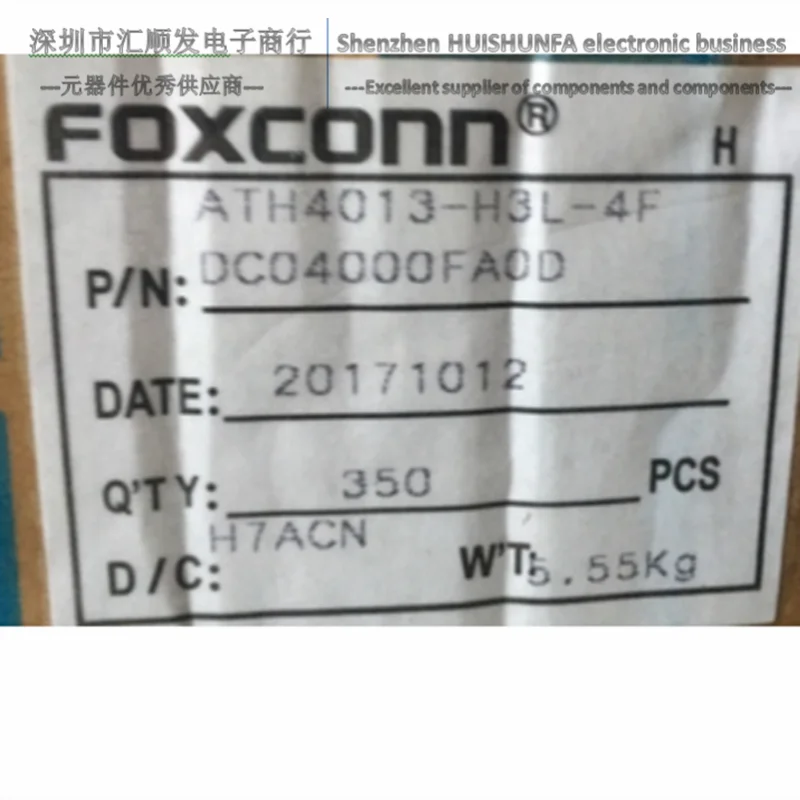 深圳市汇顺发电子商行
Shenzhen HUISHUNFA electronic business
---元器件优秀供应商---
---Excellent supplier of components and components---
FOXCONN®
H
ATH4013-H3L-4F
P/N: DC04000FA0D
DATE: 20171012
Q'TY: 350 PCS
H7ACN
D/C:
W'T: 5.55Kg